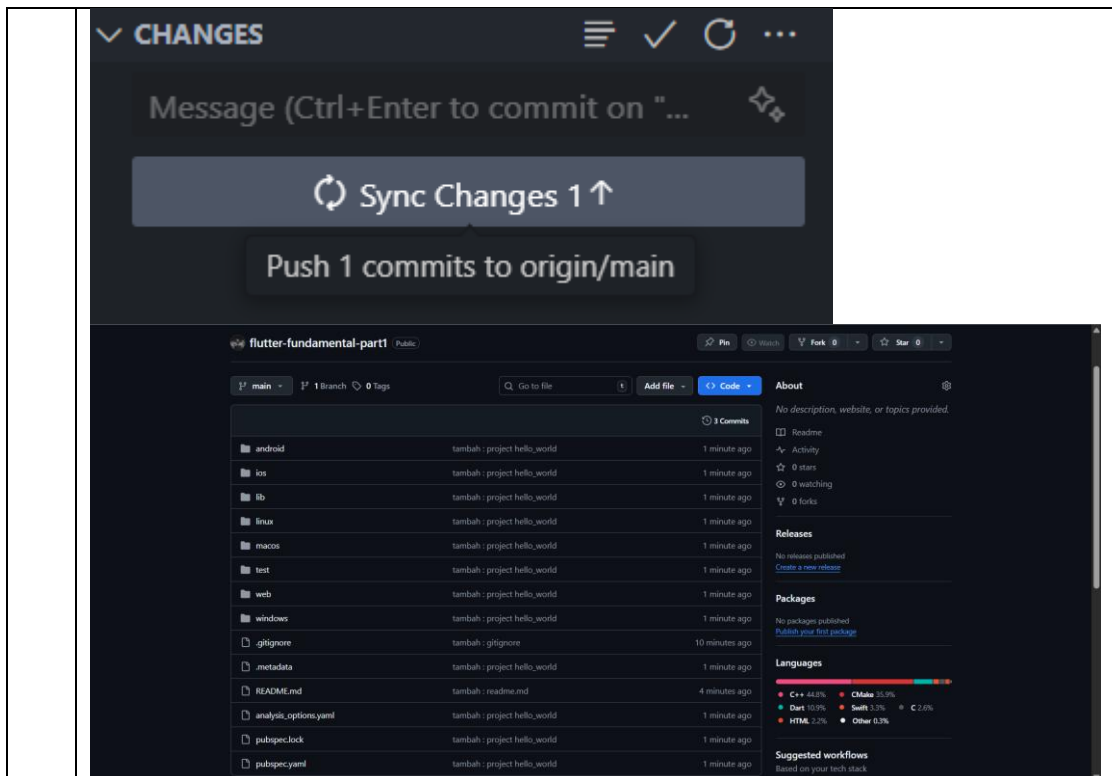 CHANGES
Message (Ctrl+Enter to commit on "...
Sync Changes 1↑
Push 1 commits to origin/main
flutter-fundamental-part1 Public
Pin Watch Fork 0 Star 0
main 1 Branch 0 Tags Go to file t Add file Code
3 Commits
android tambah : project hello_world 1 minute ago
ios tambah : project hello_world 1 minute ago
lib tambah : project hello_world 1 minute ago
linux tambah : project hello_world 1 minute ago
macos tambah : project hello_world 1 minute ago
test tambah : project hello_world 1 minute ago
web tambah : project hello_world 1 minute ago
windows tambah : project hello_world 1 minute ago
.gitignore tambah : gitignore 10 minutes ago
.metadata tambah : project hello_world 1 minute ago
README.md tambah : readme.md 4 minutes ago
analysis_options.yaml tambah : project hello_world 1 minute ago
pubspec.lock tambah : project hello_world 1 minute ago
pubspec.yaml tambah : project hello_world 1 minute ago
About
No description, website, or topics provided.
Readme
Activity
0 stars
0 watching
0 forks
Releases
No releases published
Create a new release
Packages
No packages published
Publish your first package
Languages
C++ 44.8% CMake 35.9%
Dart 10.9% Swift 3.3% C 2.6%
HTML 2.2% Other 0.3%
Suggested workflows
Based on your tech stack